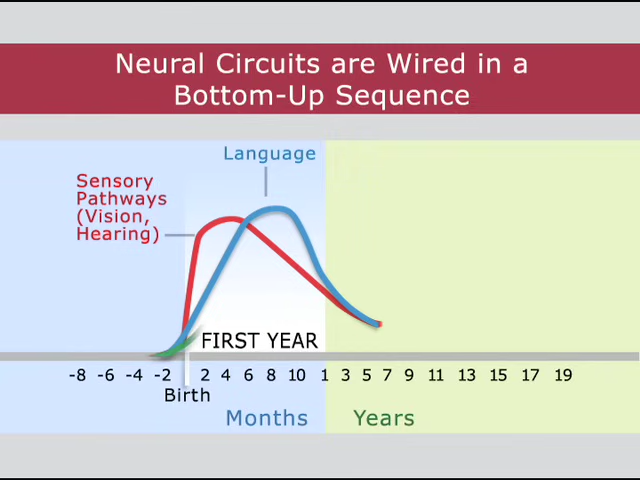 Neural Circuits are Wired in a
Bottom-Up Sequence
Language
Sensory
Pathways
(Vision,
Hearing)
FIRST YEAR
-8 -6 -4 -2 2 4 6 8 10 1 3 5 7 9 11 13 15 17 19
Birth
Months Years